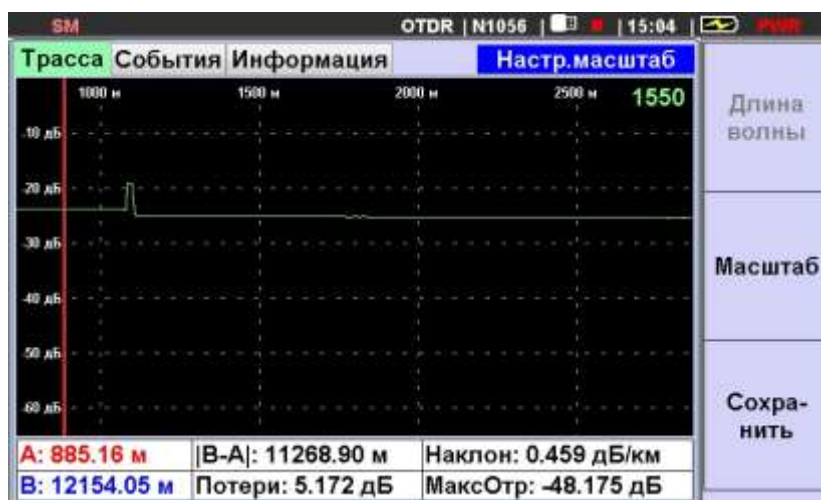 SM OTDR | N1056 | | 15:04 | PWR
Трасса События Информация Настр.масштаб
1000 м 1500 м 2000 м 2500 м 1550
-10 дБ
-20 дБ
-30 дБ
-40 дБ
-50 дБ
-60 дБ
Длина
волны
Масштаб
Сохра-
нить
A: 885.16 м |B-A|: 11268.90 м Наклон: 0.459 дБ/км
B: 12154.05 м Потери: 5.172 дБ МаксОтр: -48.175 дБ